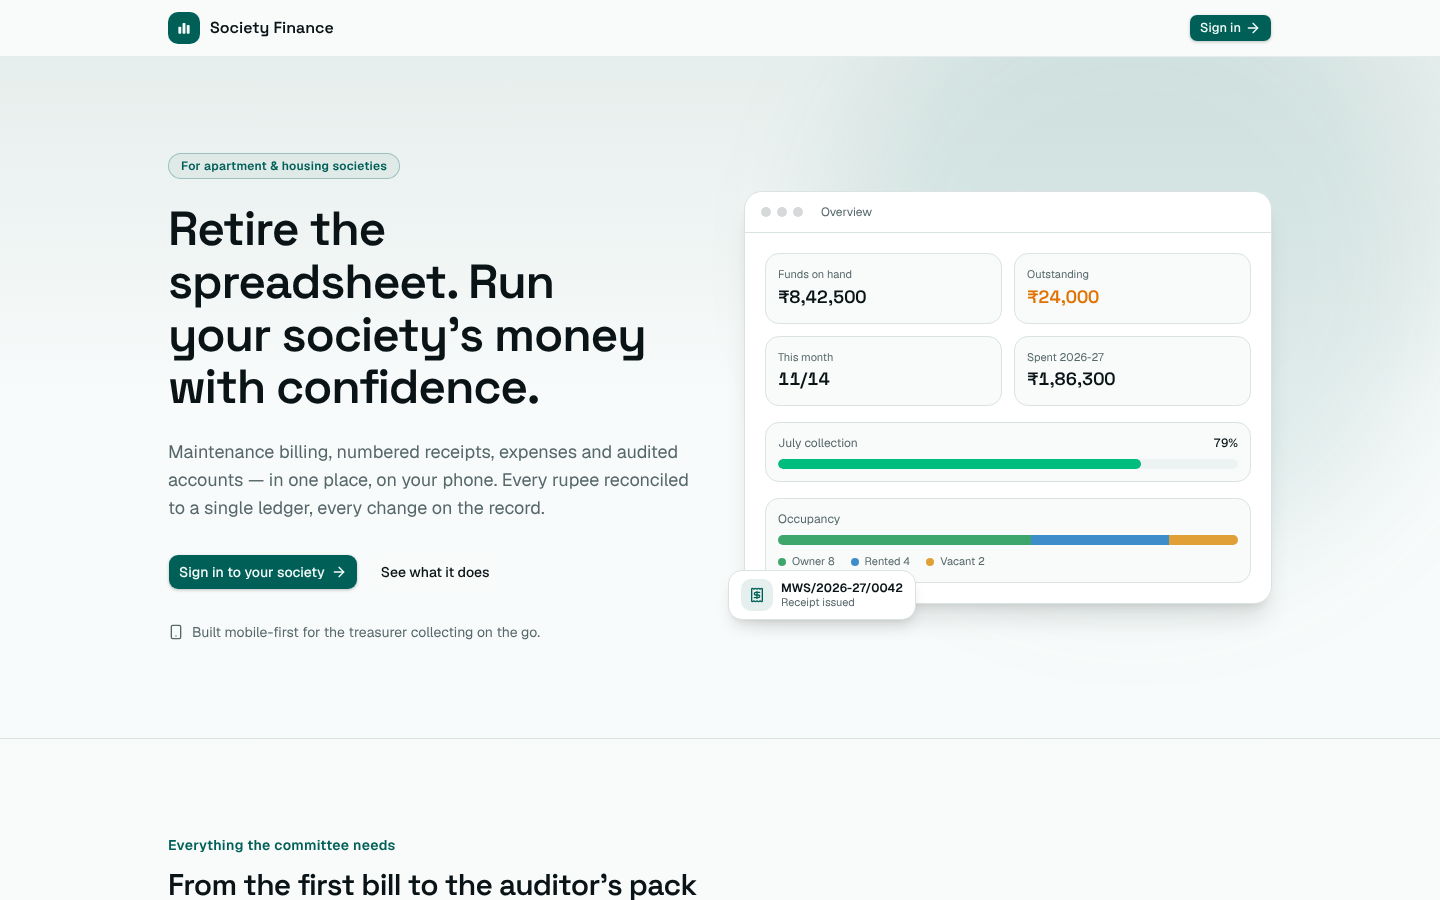 Society Finance
Sign in
For apartment & housing societies
Retire the
spreadsheet. Run
your society’s money
with confidence.
Maintenance billing, numbered receipts, expenses and audited
accounts — in one place, on your phone. Every rupee reconciled
to a single ledger, every change on the record.
Sign in to your society
See what it does
Built mobile-first for the treasurer collecting on the go.
Overview
Funds on hand
₹8,42,500
Outstanding
₹24,000
This month
11/14
Spent 2026-27
₹1,86,300
July collection
79%
Occupancy
Owner 8
Rented 4
Vacant 2
MWS/2026-27/0042
Receipt issued
Everything the committee needs
From the first bill to the auditor’s pack